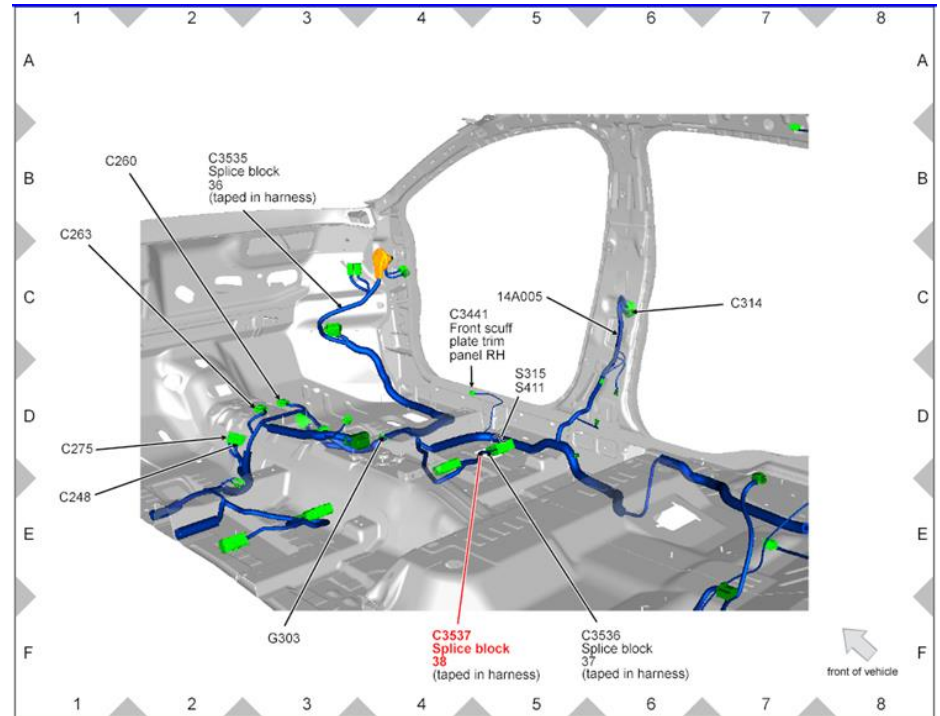 1 2 3 4 5 6 7 8
A A
C3535
Splice block
36
(taped in harness)
C260
B B
C263
C C
14A005
C314
C3441
Front scuff
plate trim
panel RH
S315
S411
D D
C275
C248
E E
G303
C3537
Splice block
38
(taped in harness)
C3536
Splice block
37
(taped in harness)
F F
front of vehicle
1 2 3 4 5 6 7 8